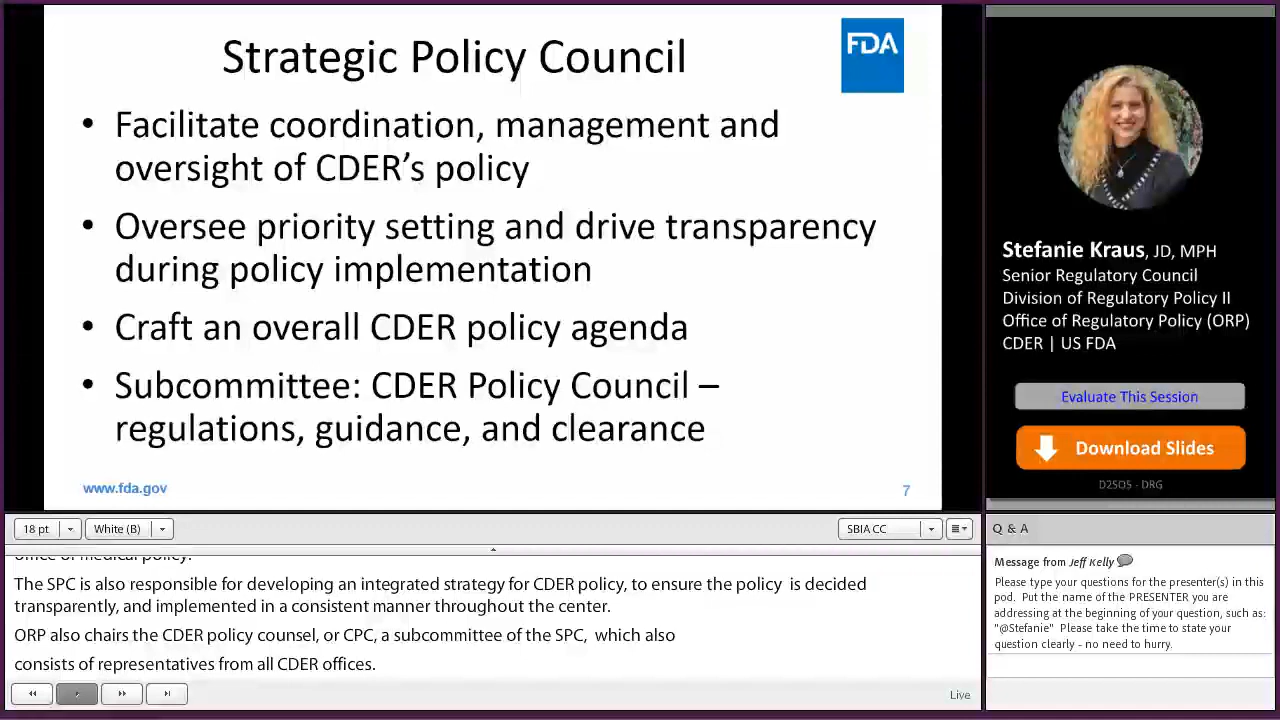 Strategic Policy Council
FDA
• Facilitate coordination, management and
oversight of CDER’s policy
• Oversee priority setting and drive transparency
during policy implementation
• Craft an overall CDER policy agenda
• Subcommittee: CDER Policy Council –
regulations, guidance, and clearance
www.fda.gov
7
Stefanie Kraus, JD, MPH
Senior Regulatory Council
Division of Regulatory Policy II
Office of Regulatory Policy (ORP)
CDER | US FDA
Evaluate This Session
Download Slides
D2S05 - DRG
18 pt
White (B)
SBIA CC
office of medical policy.
The SPC is also responsible for developing an integrated strategy for CDER policy, to ensure the policy is decided
transparently, and implemented in a consistent manner throughout the center.
ORP also chairs the CDER policy counsel, or CPC, a subcommittee of the SPC, which also
consists of representatives from all CDER offices.
Live
Q & A
Message from Jeff Kelly
Please type your questions for the presenter(s) in this
pod. Put the name of the PRESENTER you are
addressing at the beginning of your question, such as:
"@Stefanie" Please take the time to state your
question clearly - no need to hurry.